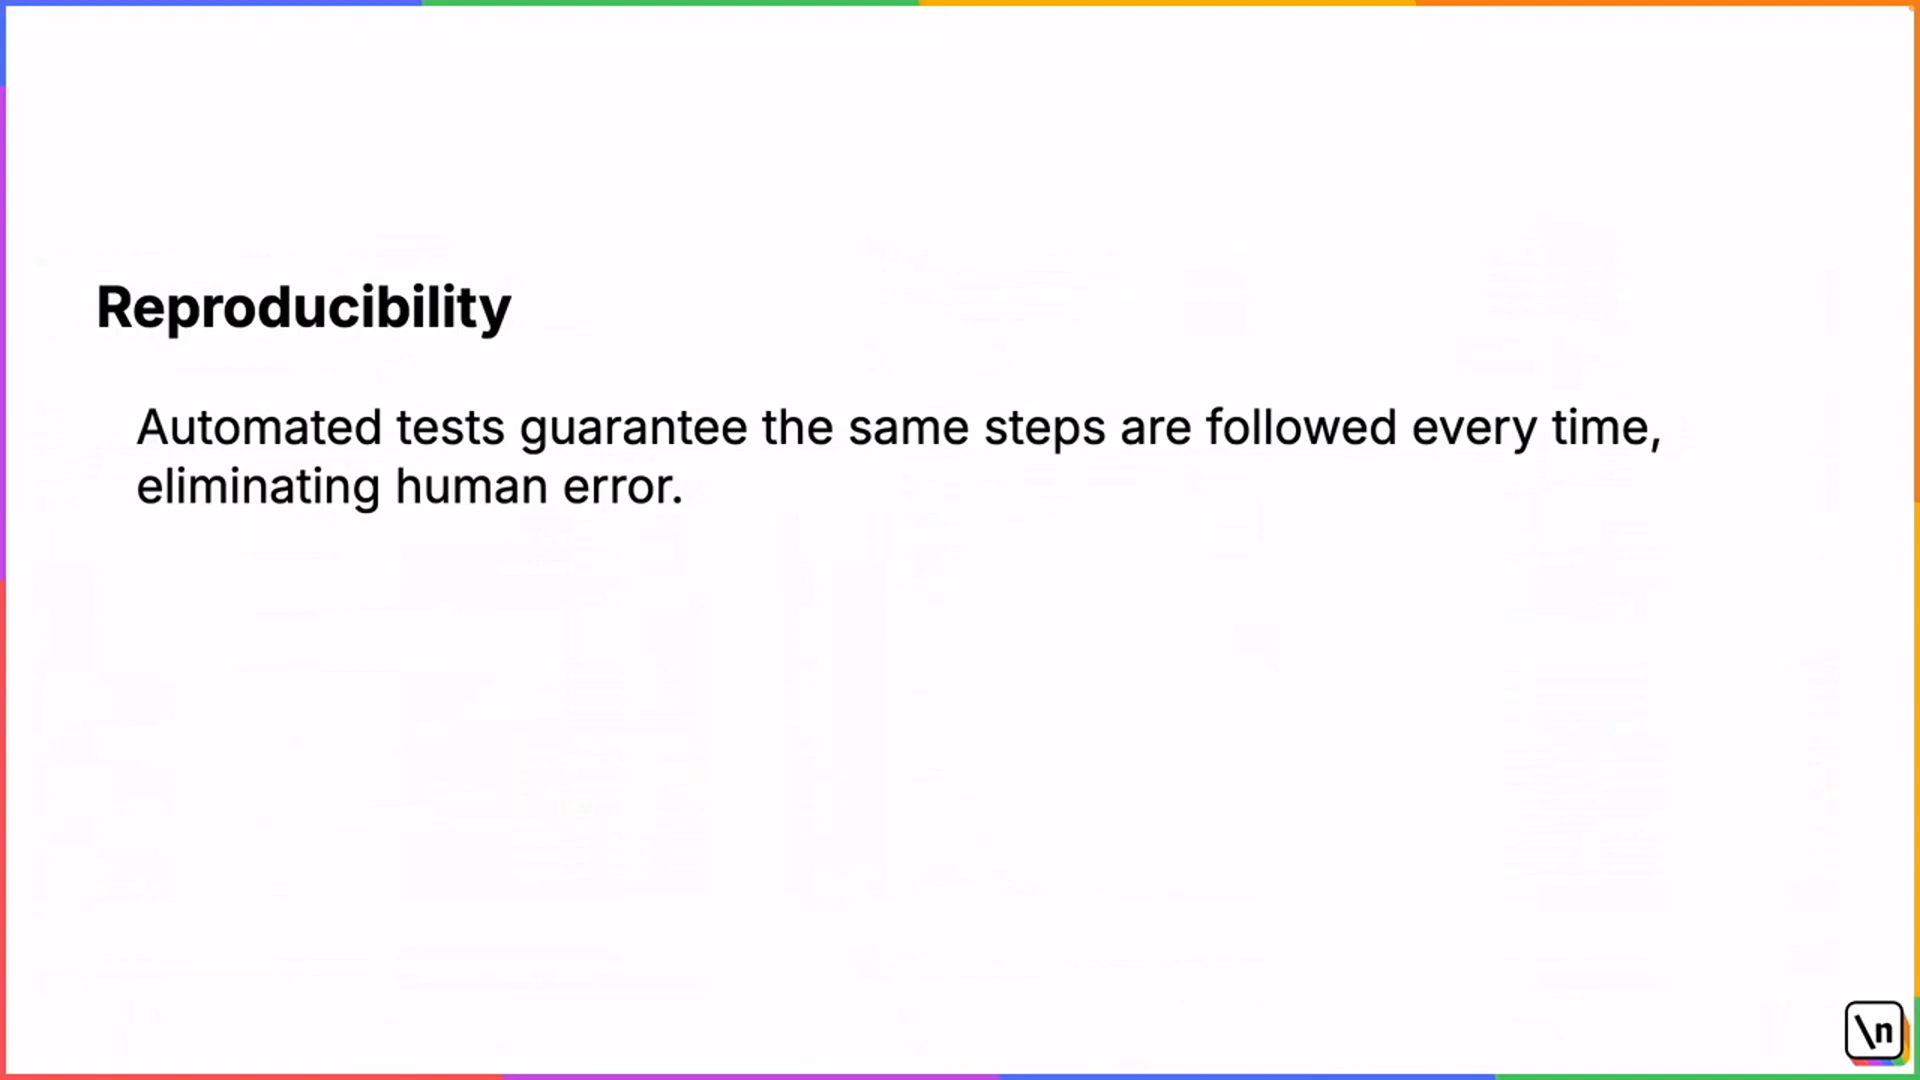 Reproducibility
Automated tests guarantee the same steps are followed every time,
eliminating human error.
\n